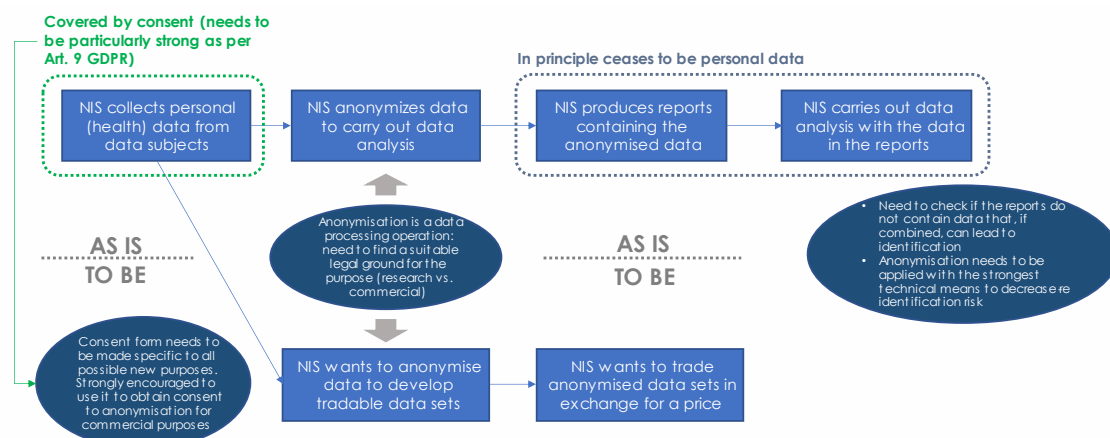 Covered by consent (needs to
be particularly strong as per
Art. 9 GDPR)
In principle ceases to be personal data
NIS collects personal
(health) data from
data subjects
NIS anonymizes data
to carry out data
analysis
NIS produces reports
containing the
anonymised data
NIS carries out data
analysis with the data
in the reports
Anonymisation is a data
processing operation:
need to find a suitable
legal ground for the
purpose (research vs.
commercial)
• Need to check if the reports do
not contain data that, if
combined, can lead to
identification
• Anonymisation needs to be
applied with the strongest
technical means to decrease re
identification risk
AS IS
TO BE
AS IS
TO BE
Consent form needs to
be made specific to all
possible new purposes.
Strongly encouraged to
use it to obtain consent
to anonymisation for
commercial purposes
NIS wants to anonymise
data to develop
tradable data sets
NIS wants to trade
anonymised data sets in
exchange for a price